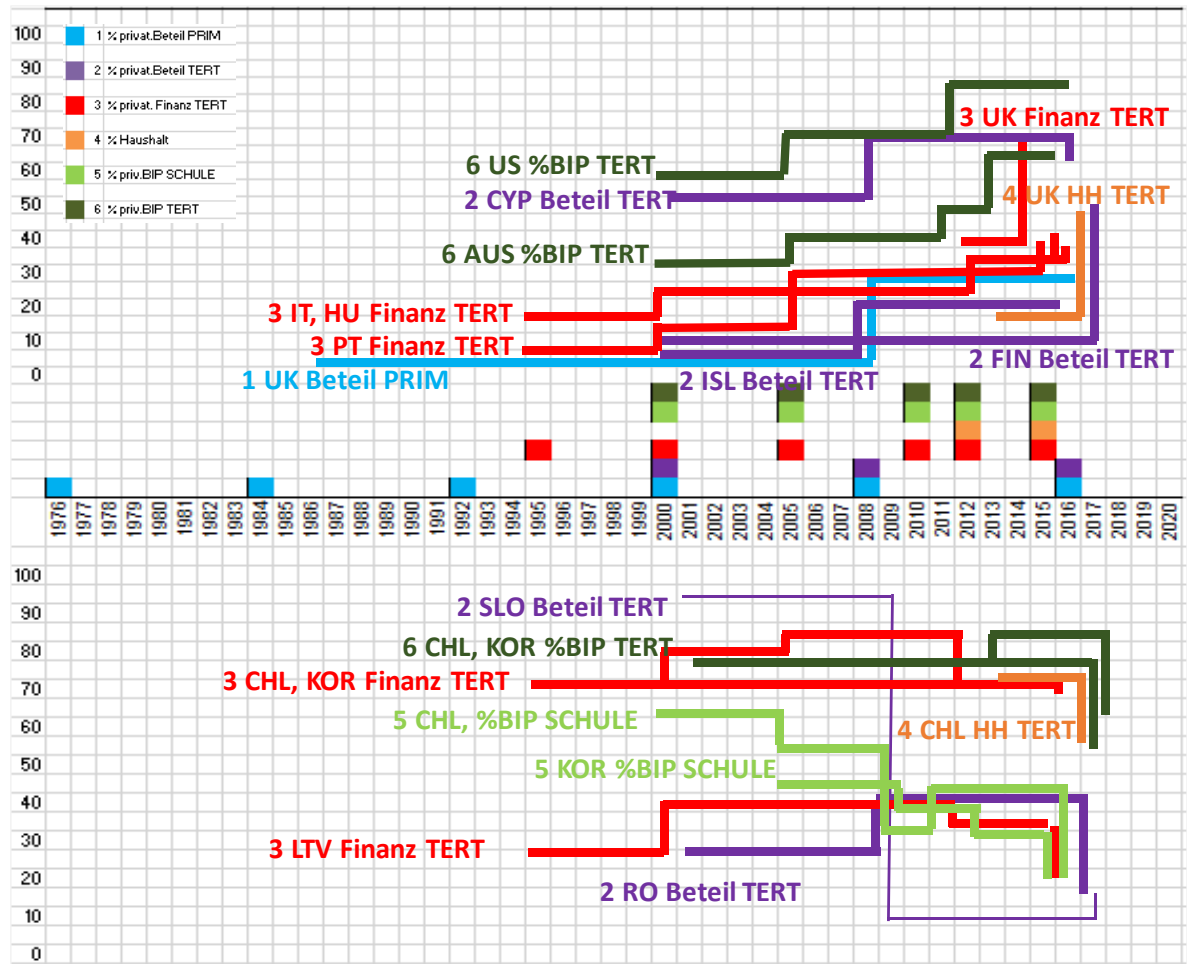 100
90
80
70
60
50
40
30
20
10
0
1 % privat.Beteil PRIM
2 % privat.Beteil TERT
3 % privat. Finanz TERT
4 % Haushalt
5 % priv.BIP SCHULE
6 % priv.BIP TERT
3 UK Finanz TERT
6 US %BIP TERT
2 CYP Beteil TERT
4 UK HH TERT
6 AUS %BIP TERT
3 IT, HU Finanz TERT
3 PT Finanz TERT
2 FIN Beteil TERT
1 UK Beteil PRIM
2 ISL Beteil TERT
1976 1977 1978 1979 1980 1981 1982 1983 1984 1985 1986 1987 1988 1989 1990 1991 1992 1993 1994 1995 1996 1997 1998 1999 2000 2001 2002 2003 2004 2005 2006 2007 2008 2009 2010 2011 2012 2013 2014 2015 2016 2017 2018 2019 2020
100
90
80
70
60
50
40
30
20
10
0
2 SLO Beteil TERT
6 CHL, KOR %BIP TERT
3 CHL, KOR Finanz TERT
5 CHL, %BIP SCHULE
4 CHL HH TERT
5 KOR %BIP SCHULE
3 LTV Finanz TERT
2 RO Beteil TERT